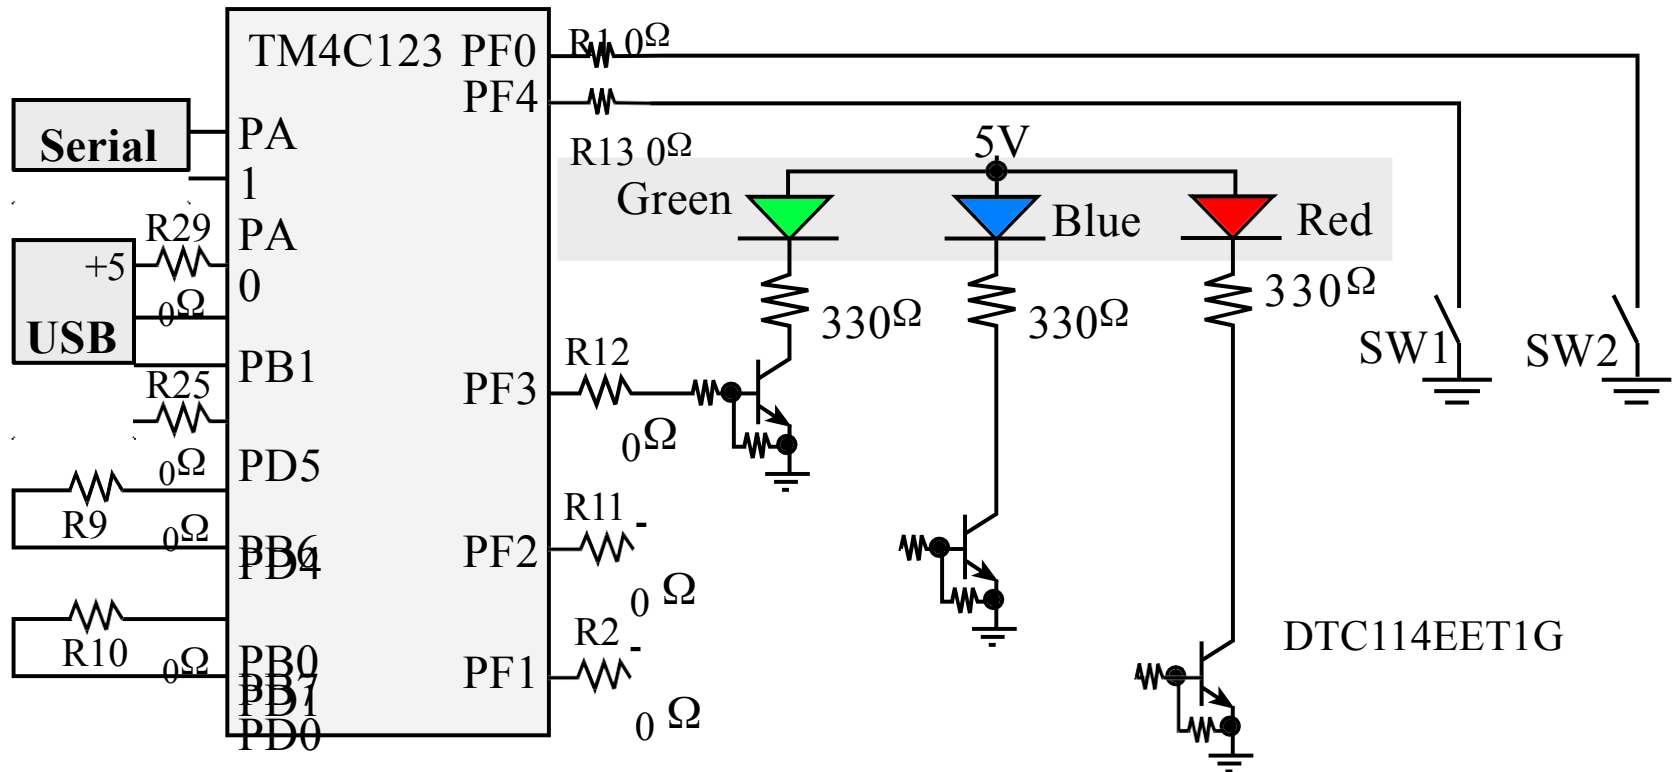 TM4C123
PF0
R1 0Ω
PF4
Serial
PA
1
R13 0Ω
5V
Green
Blue
Red
R29
PA
0
+5
0Ω
USB
330Ω
330Ω
330Ω
SW1
SW2
PB1
R25
PF3
R12
0Ω
0Ω
PD5
R9
0Ω
PB6
PD4
PF2
R11
-
0 Ω
R10
0Ω
PB0
PB7
PD1
PD0
PF1
R2
-
0 Ω
DTC114EET1G